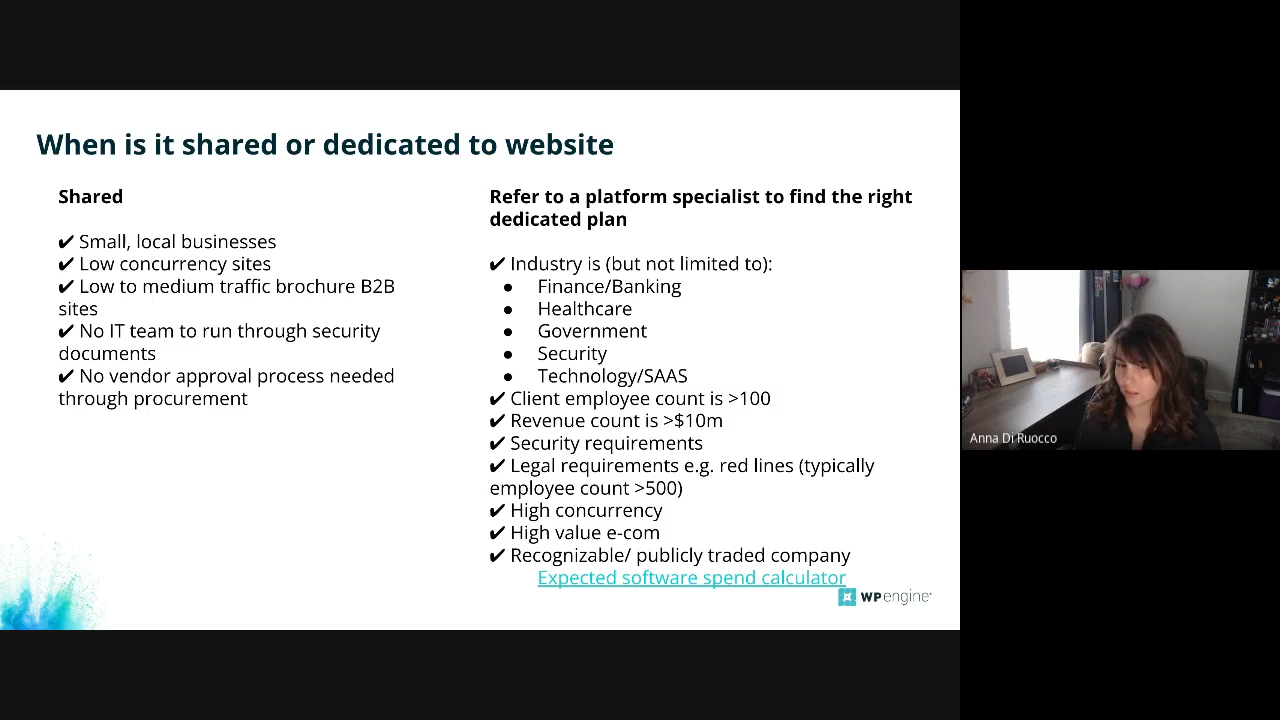 When is it shared or dedicated to website
Shared
✔ Small, local businesses
✔ Low concurrency sites
✔ Low to medium traffic brochure B2B
sites
✔ No IT team to run through security
documents
✔ No vendor approval process needed
through procurement
Refer to a platform specialist to find the right
dedicated plan
✔ Industry is (but not limited to):
● Finance/Banking
● Healthcare
● Government
● Security
● Technology/SAAS
✔ Client employee count is >100
✔ Revenue count is >$10m
✔ Security requirements
✔ Legal requirements e.g. red lines (typically
employee count >500)
✔ High concurrency
✔ High value e-com
✔ Recognizable/ publicly traded company
Expected software spend calculator
WP engine®
Anna Di Ruocco